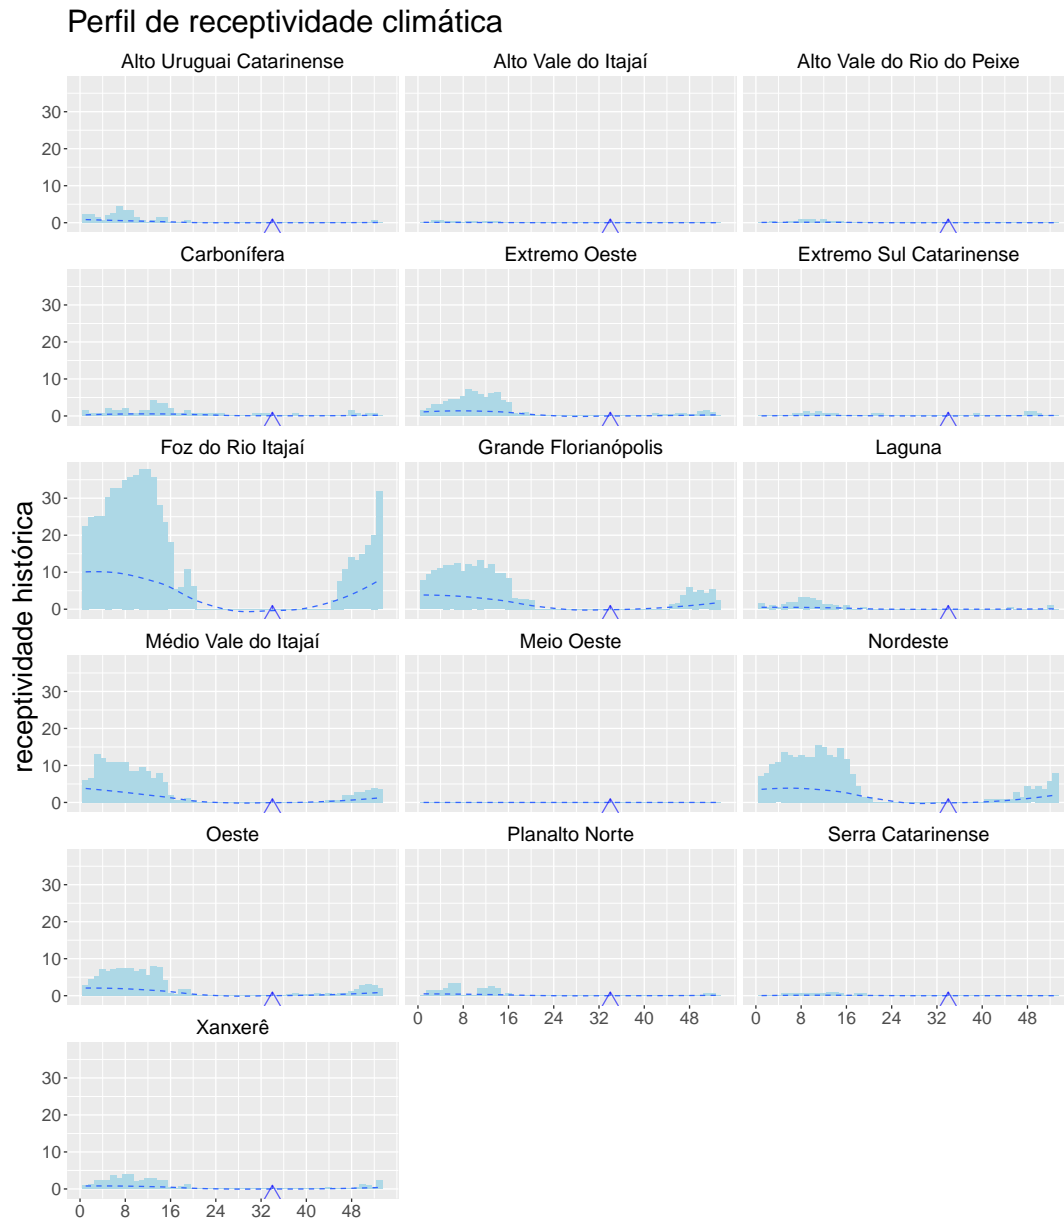 Perfil de receptividade climática
Alto Uruguai Catarinense
Alto Vale do Itajaí
Alto Vale do Rio do Peixe
30
20
10
0
Carbonífera
Extremo Oeste
Extremo Sul Catarinense
30
20
10
0
Foz do Rio Itajaí
Grande Florianópolis
Laguna
30
20
10
0
receptividade histórica
Médio Vale do Itajaí
Meio Oeste
Nordeste
30
20
10
0
Oeste
Planalto Norte
Serra Catarinense
30
20
10
0
0 8 16 24 32 40 48
0 8 16 24 32 40 48
Xanxerê
30
20
10
0
0 8 16 24 32 40 48